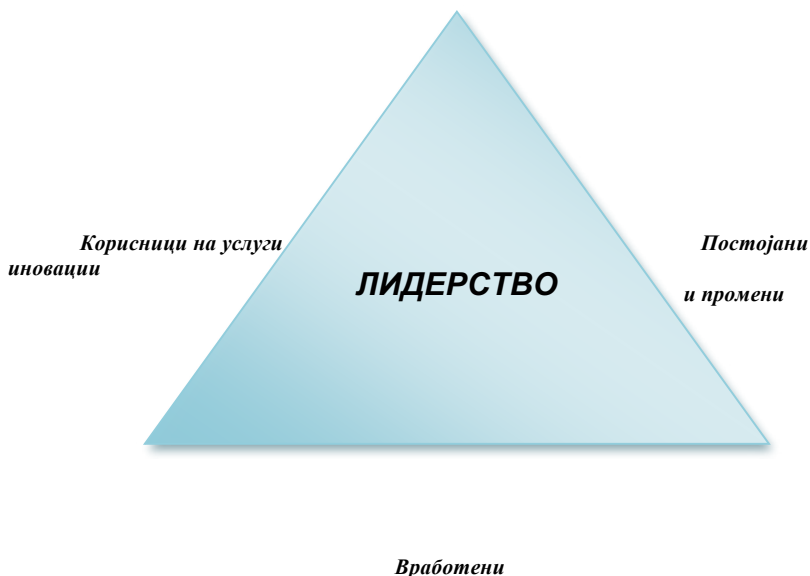 Корисници на услуги Постојани
иновации
ЛИДЕРСТВО
и промени
Вработени